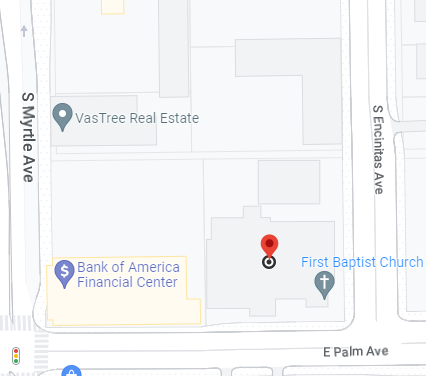 S Myrtle Ave
VasTree Real Estate
S Encinitas Ave
Bank of America
Financial Center
$
First Baptist Church
E Palm Ave